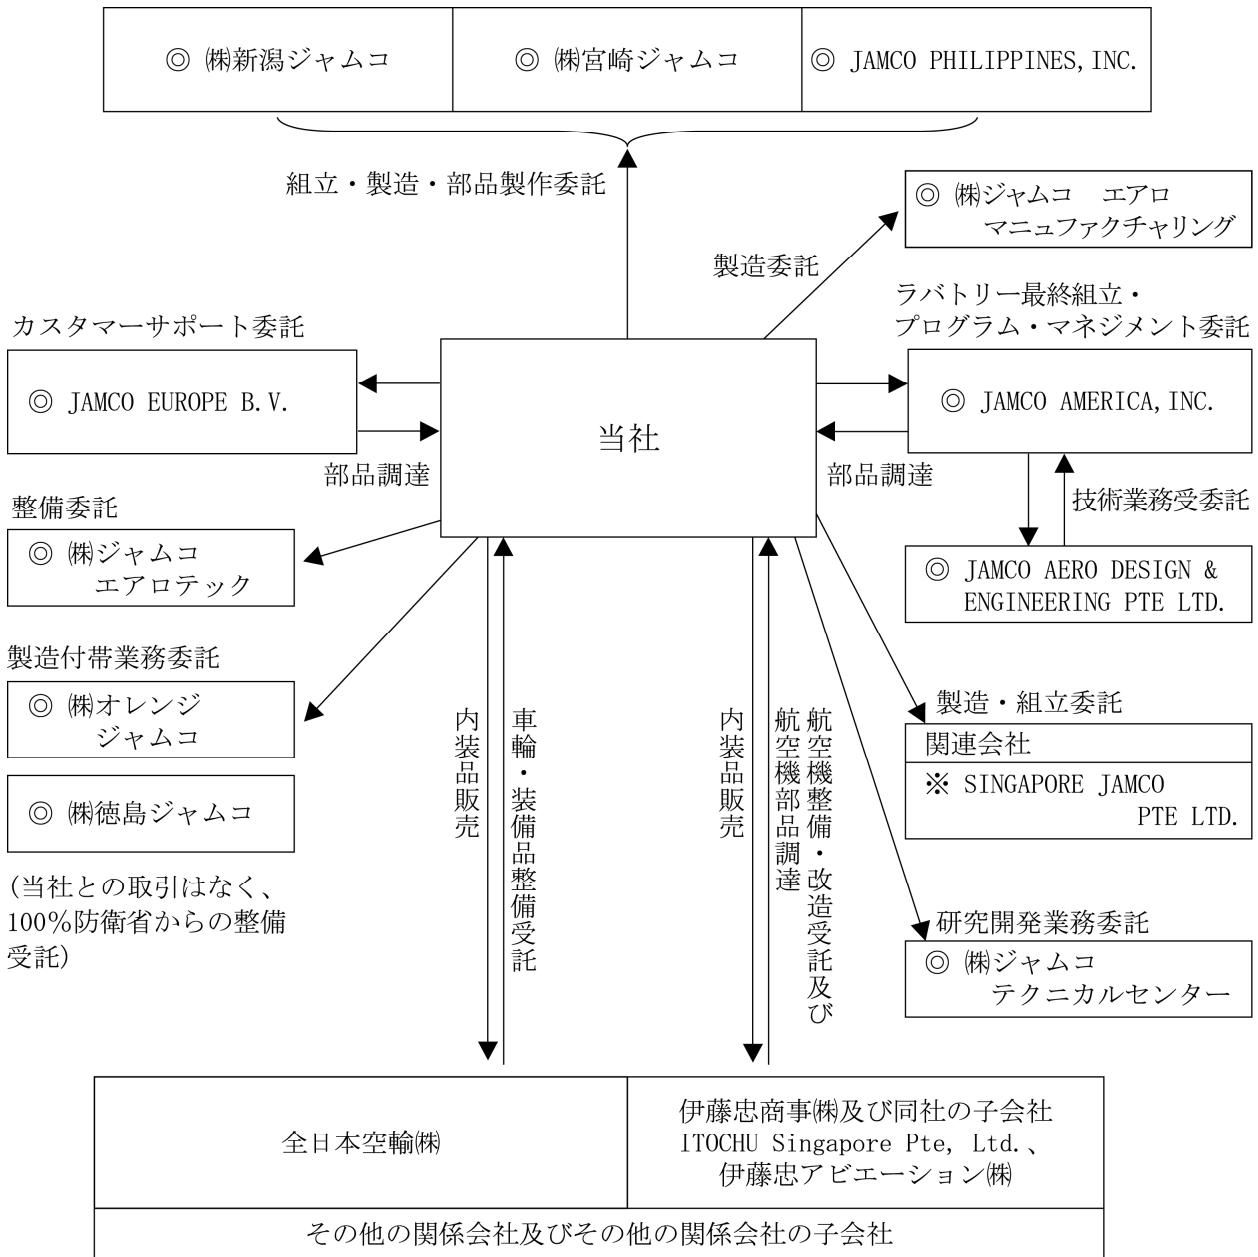 ◎ ㈱新潟ジャムコ
◎ ㈱宮崎ジャムコ
◎ JAMCO PHILIPPINES, INC.
組立・製造・部品製作委託
◎ ㈱ジャムコ　エアロ
マニュファクチャリング
製造委託
ラバトリー最終組立・
プログラム・マネジメント委託
カスタマーサポート委託
◎ JAMCO EUROPE B.V.
当社
◎ JAMCO AMERICA, INC.
部品調達
部品調達
整備委託
技術業務受委託
◎ ㈱ジャムコ
エアロテック
◎ JAMCO AERO DESIGN &
ENGINEERING PTE LTD.
製造付帯業務委託
◎ ㈱オレンジ
ジャムコ
製造・組立委託
関連会社
※ SINGAPORE JAMCO
PTE LTD.
◎ ㈱徳島ジャムコ
（当社との取引はなく、
100％防衛省からの整備
受託）
内装品販売
車輪・装備品整備受託
内装品販売
航空機整備・改造受託及び
航空機部品調達
研究開発業務委託
◎ ㈱ジャムコ
テクニカルセンター
全日本空輸㈱
伊藤忠商事㈱及び同社の子会社
ITOCHU Singapore Pte, Ltd.、
伊藤忠アビエーション㈱
その他の関係会社及びその他の関係会社の子会社